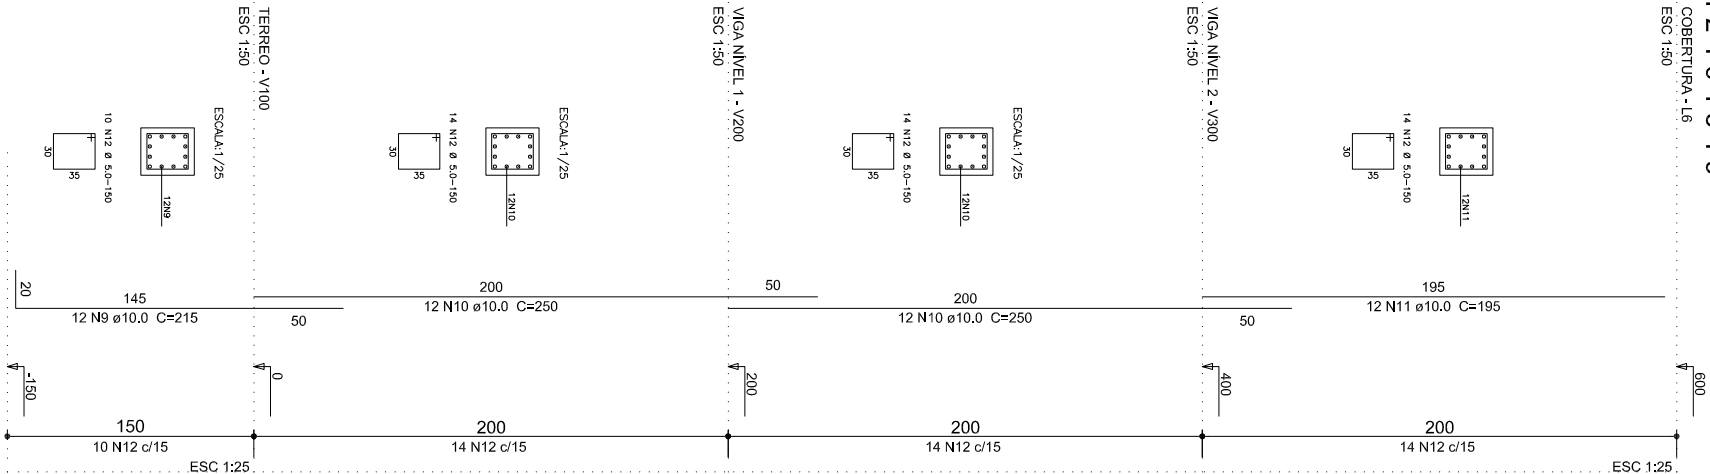 TERREO - V100
ESC 1:50
VIGA NÍVEL 1 - V200
ESC 1:50
VIGA NÍVEL 2 - V300
ESC 1:50
COBERTURA - L6
ESC 1:50
ESCALA:1/25
10 N12 Ø 5.0-150
30
35
12N9
ESCALA:1/25
14 N12 Ø 5.0-150
30
35
12N10
ESCALA:1/25
14 N12 Ø 5.0-150
30
35
12N10
14 N12 Ø 5.0-150
30
35
12N11
20
145
12 N9 ø10.0 C=215
50
200
12 N10 ø10.0 C=250
50
200
12 N10 ø10.0 C=250
50
195
12 N11 ø10.0 C=195
-150
0
200
400
600
150
10 N12 c/15
200
14 N12 c/15
200
14 N12 c/15
200
14 N12 c/15
ESC 1:25
ESC 1:25